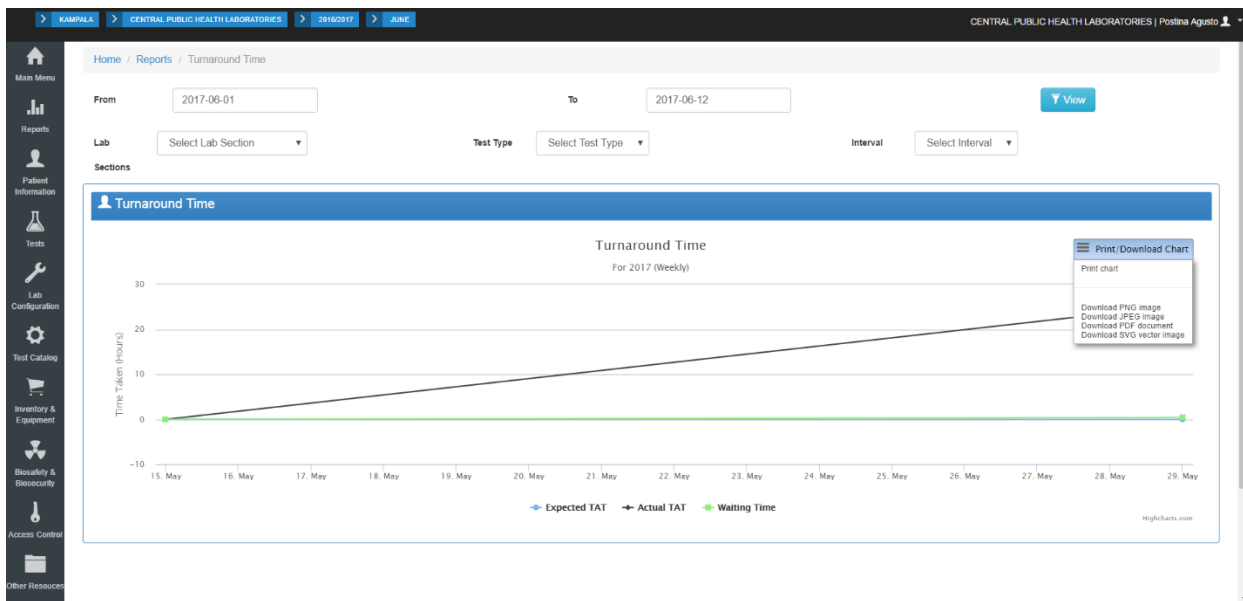 KAMPALA CENTRAL PUBLIC HEALTH LABORATORIES 2016/2017 JUNE
CENTRAL PUBLIC HEALTH LABORATORIES | Postina Agusto
Main Menu
Reports
Patient
Information
Tests
Lab
Configuration
Test Catalog
Inventory &
Equipment
Biosafety &
Biosecurity
Access Control
Other Resouces
Home / Reports / Turnaround Time
From 2017-06-01 To 2017-06-12 View
Lab Select Lab Section Test Type Select Test Type Interval Select Interval
Sections
Turnaround Time
Turnaround Time
For 2017 (Weekly)
Print/Download Chart
Print chart
Download PNG image
Download JPEG image
Download PDF document
Download SVG vector image
Time Taken (Hours)
30
20
10
0
-10
15. May 16. May 17. May 18. May 19. May 20. May 21. May 22. May 23. May 24. May 25. May 26. May 27. May 28. May 29. May
Expected TAT Actual TAT Waiting Time
Highcharts.com